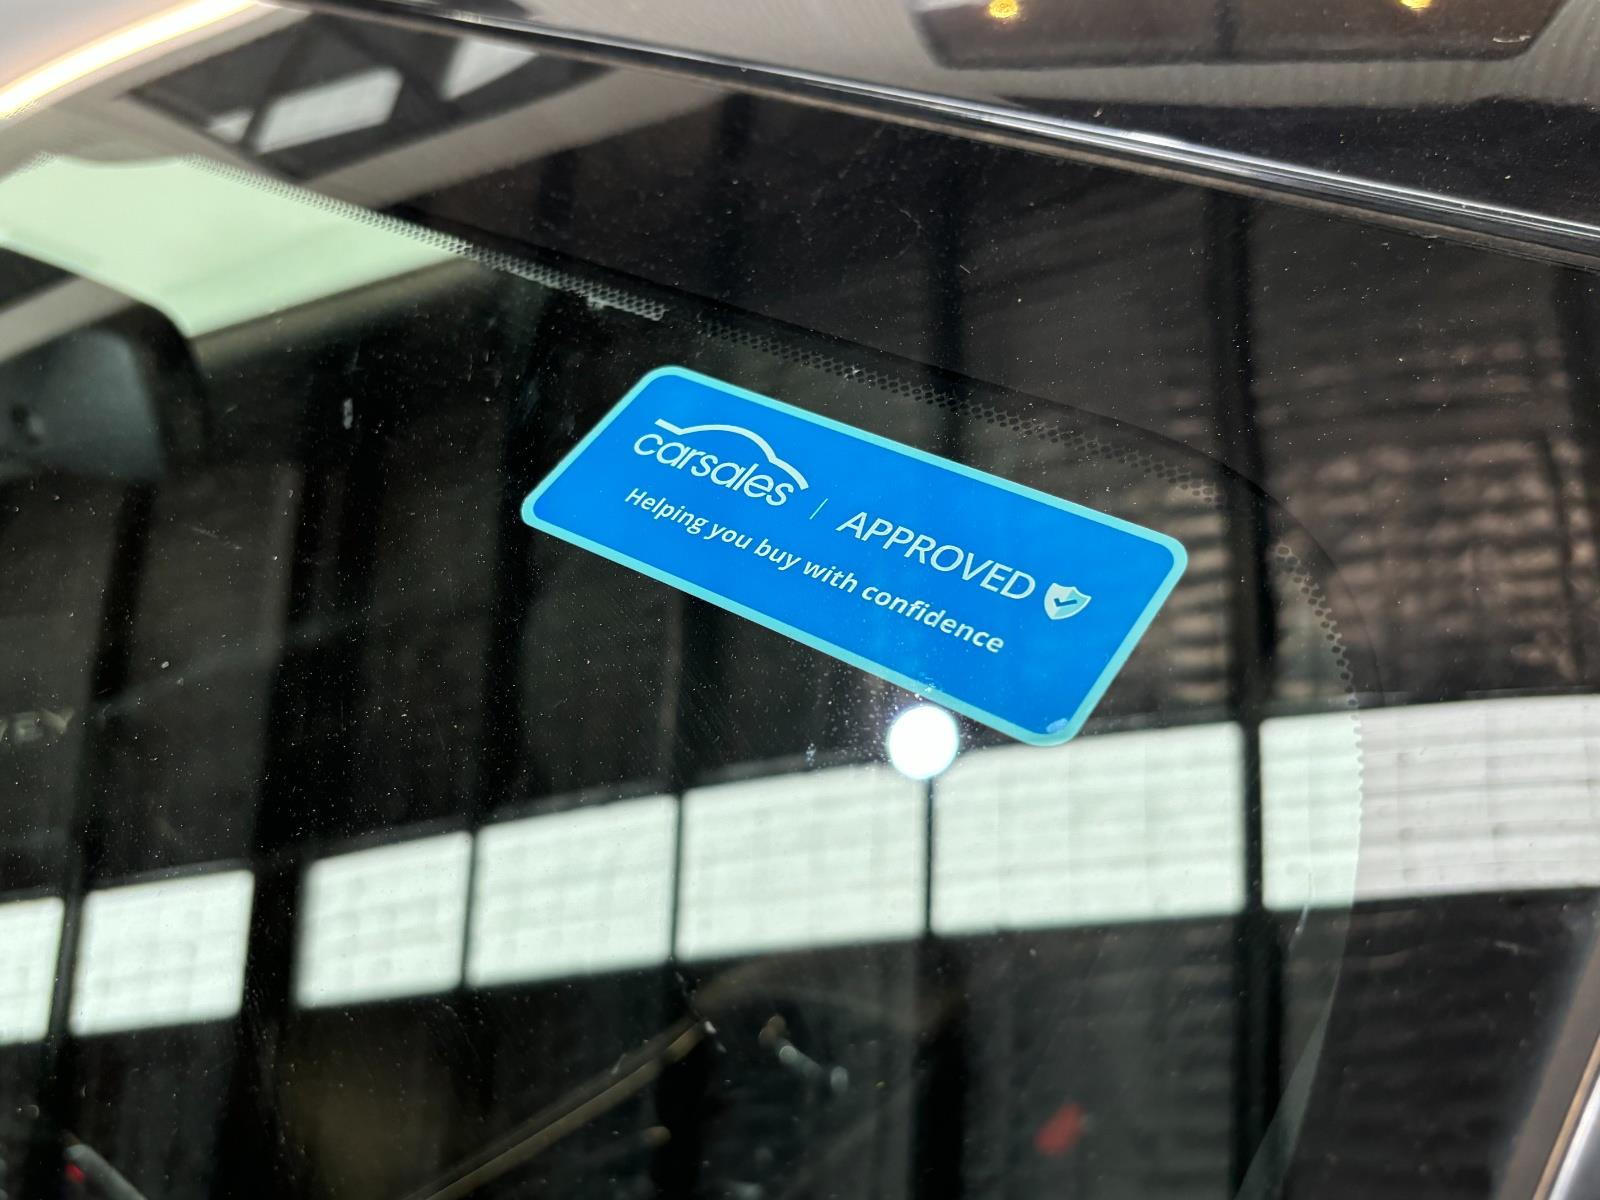 carsales | APPROVED
Helping you buy with confidence